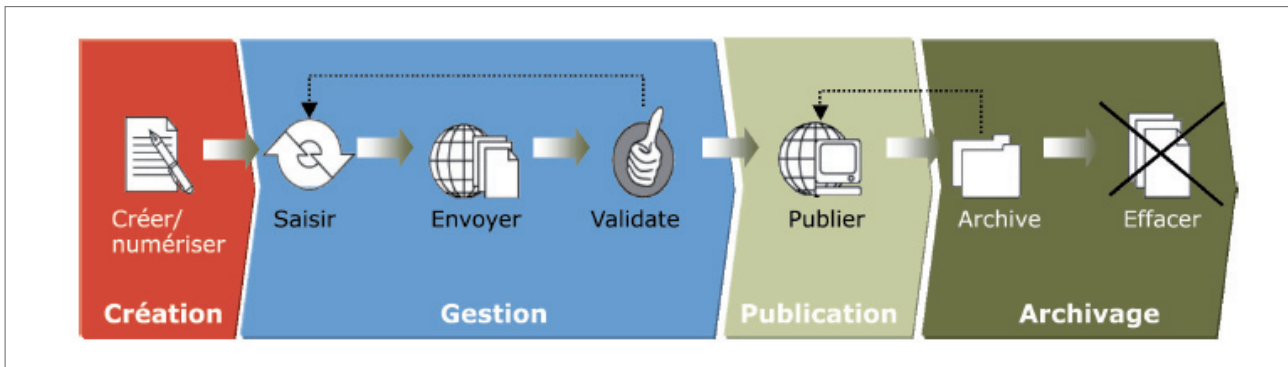 Créer/
numériser
Saisir
Envoyer
Validate
Publier
Archive
Effacer
Création
Gestion
Publication
Archivage